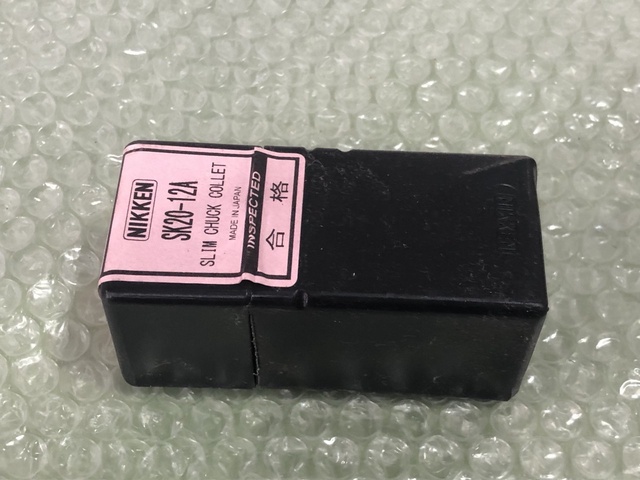 NIKKEN
SK20-12A
SLIM CHUCK COLLET
MADE IN JAPAN
INSPECTED
合格